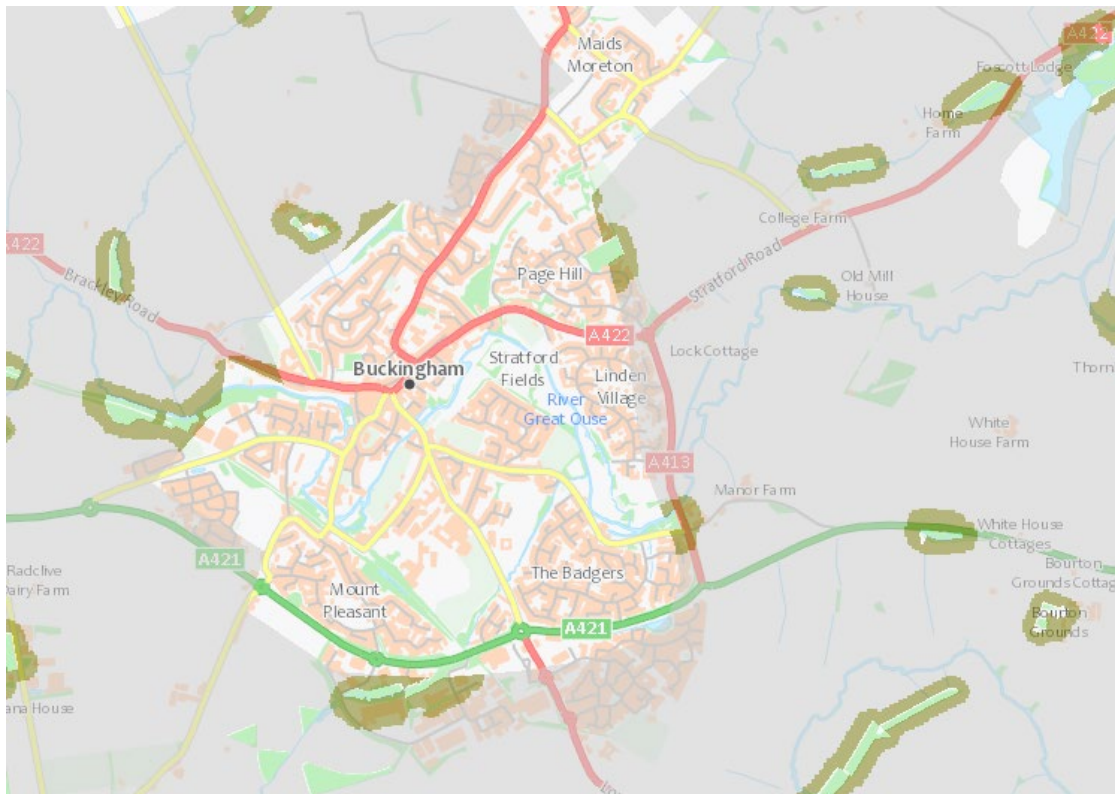 Maids
Moreton
A422
Foscott Lodge
Home
Farm
College Farm
A422
Brackley Road
Page Hill
Stratford Road
Old Mill
House
A422
Lock Cottage
Buckingham
Stratford
Fields
Linden
Village
River
Great Ouse
Thorn
White
House Farm
A413
Manor Farm
White House
Cottages
A421
Radclive
Dairy Farm
The Badgers
Bourton
Grounds Cottag
Mount
Pleasant
A421
Bourton
Grounds
ana House